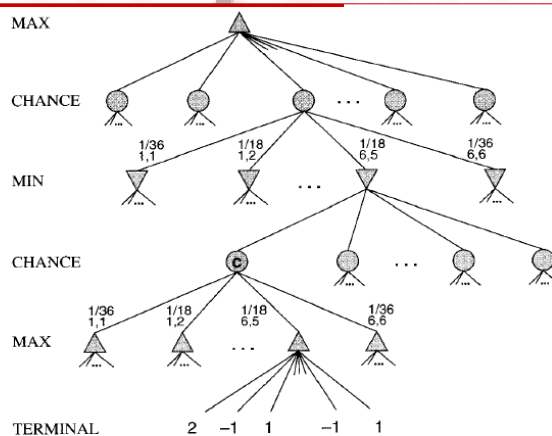 MAX
CHANCE
...
1/36 1/18 1/18 1/36
1,1 1,2 6,5 6,6
MIN
...
CHANCE
C
...
1/36 1/18 1/18 1/36
1,1 1,2 6,5 6,6
MAX
...
TERMINAL 2 –1 1 –1 1